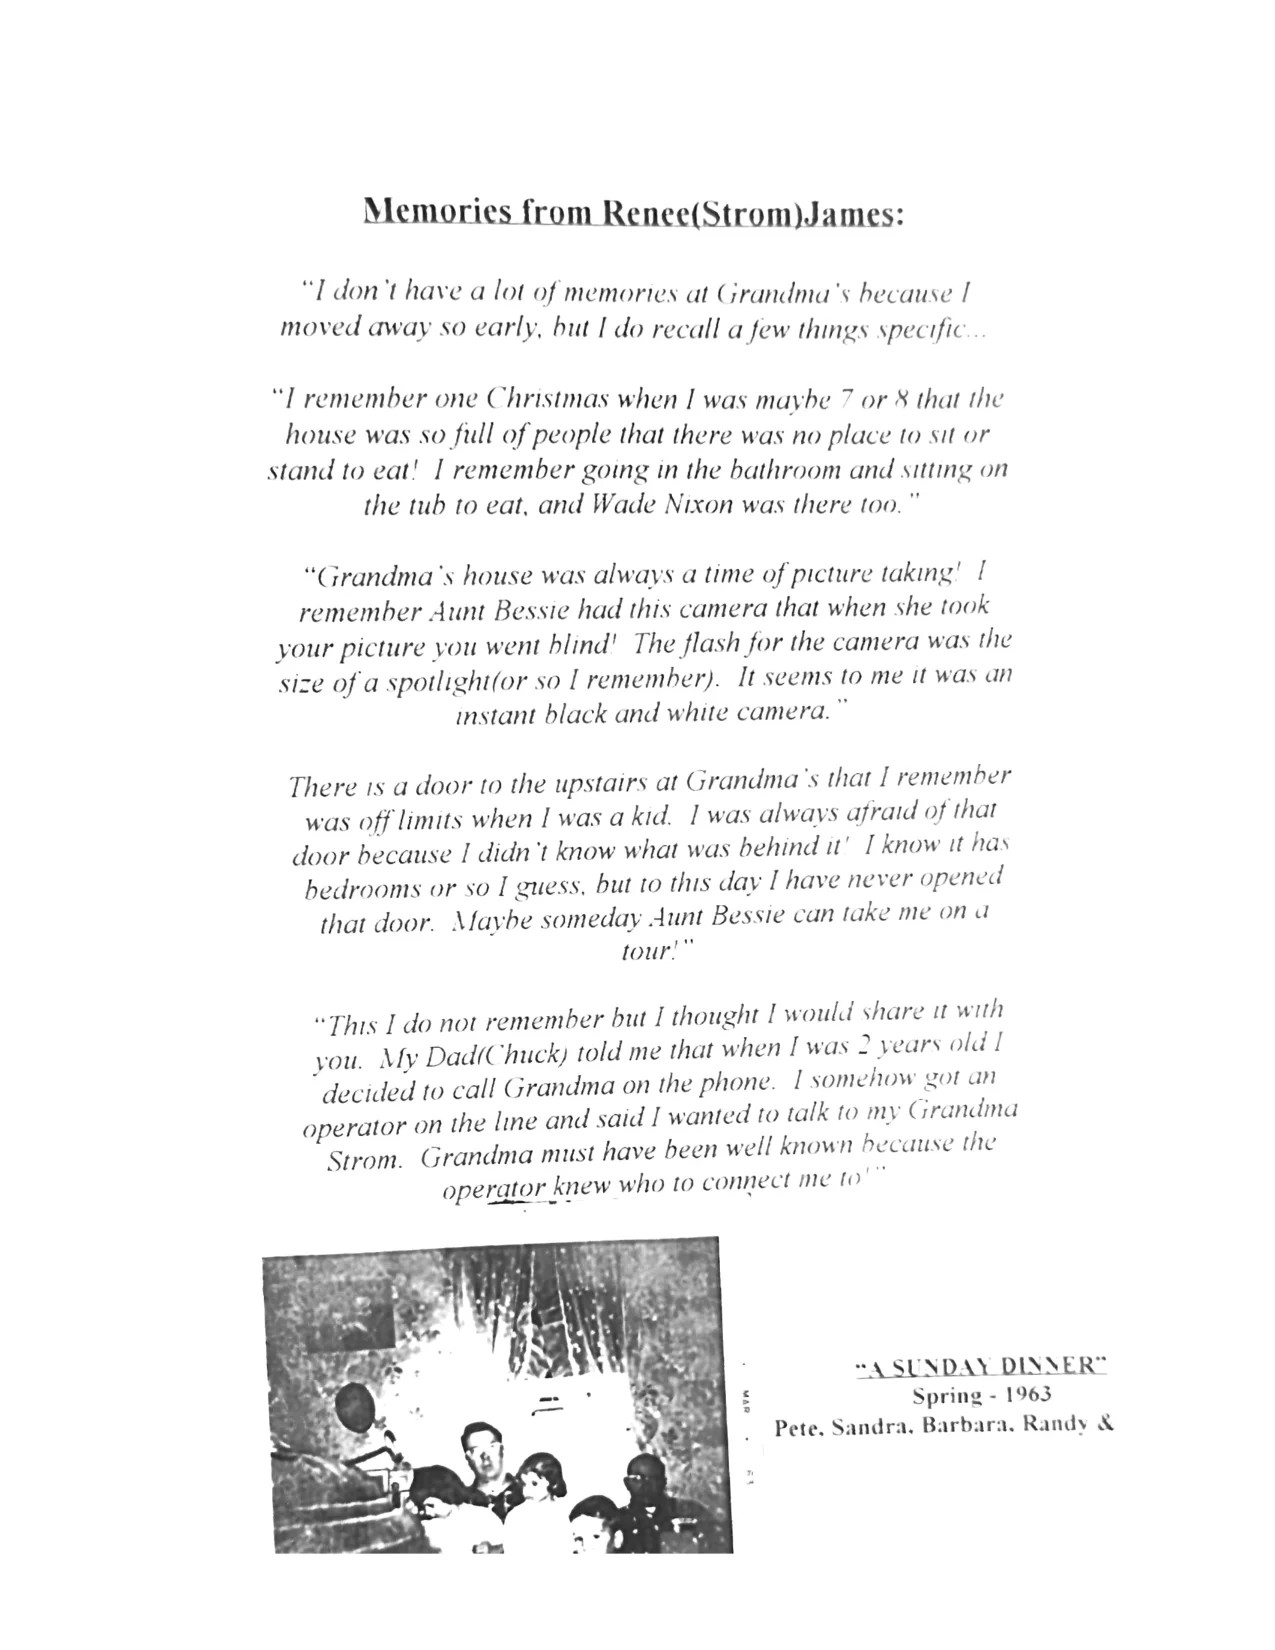 Memories from Renee(Strom)James:
"I don't have a lot of memories at Grandma's because I
moved away so early, but I do recall a few things specific...
"I remember one Christmas when I was maybe 7 or 8 that the
house was so full of people that there was no place to sit or
stand to eat!  I remember going in the bathroom and sitting on
the tub to eat, and Wade Nixon was there too."
"Grandma's house was always a time of picture taking!  I
remember Aunt Bessie had this camera that when she took
your picture you went blind!  The flash for the camera was the
size of a spotlight(or so I remember).  It seems to me it was an
instant black and white camera."
There is a door to the upstairs at Grandma's that I remember
was off limits when I was a kid.  I was always afraid of that
door because I didn't know what was behind it!  I know it has
bedrooms or so I guess, but to this day I have never opened
that door.  Maybe someday Aunt Bessie can take me on a
tour!"
"This I do not remember but I thought I would share it with
you.  My Dad(Chuck) told me that when I was 2 years old I
decided to call Grandma on the phone.  I somehow got an
operator on the line and said I wanted to talk to my Grandma
Strom.  Grandma must have been well known because the
operator knew who to connect me to!"
"A SUNDAY DINNER"
Spring - 1963
Pete, Sandra, Barbara, Randy &
MAR